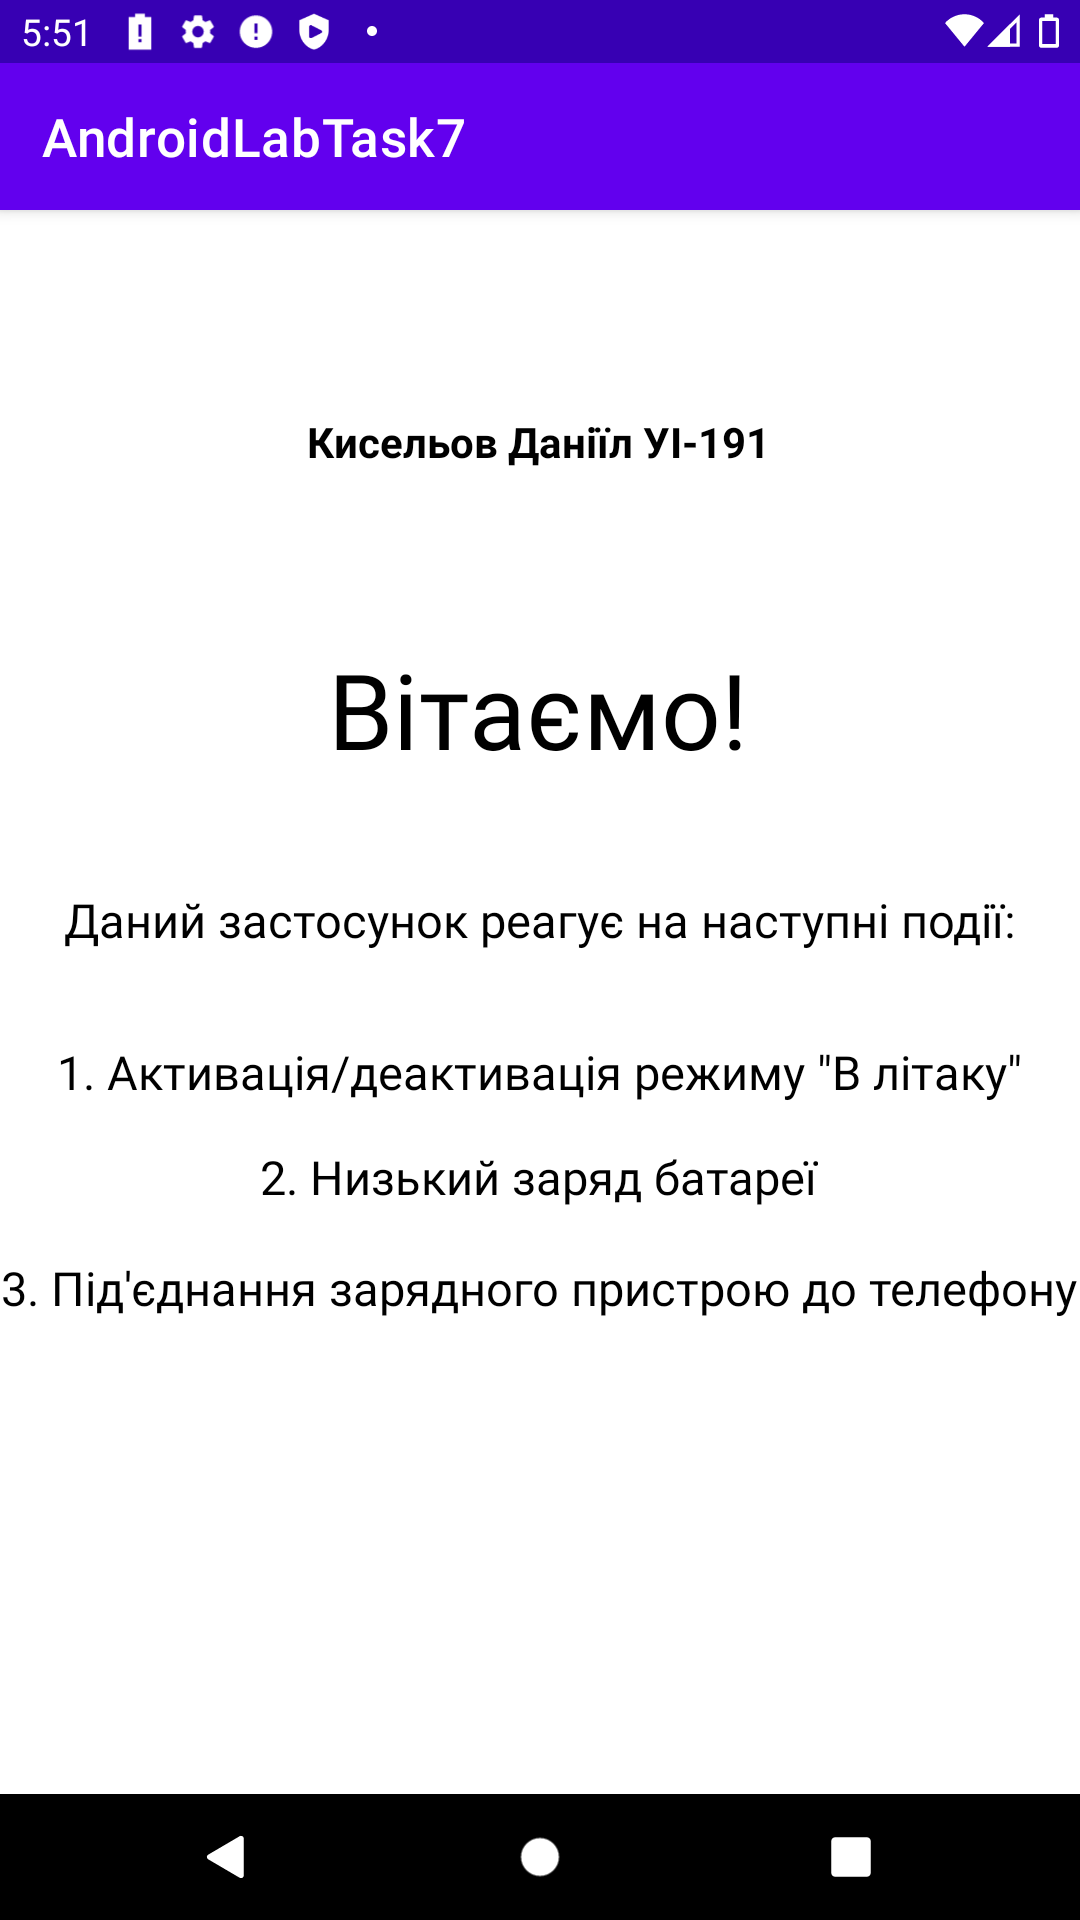 5:51
AndroidLabTask7
Кисельов Данііл УІ-191
Вітаємо!
Даний застосунок реагує на наступні події:
1. Активація/деактивація режиму "В літаку"
2. Низький заряд батареї
3. Під'єднання зарядного пристрою до телефону